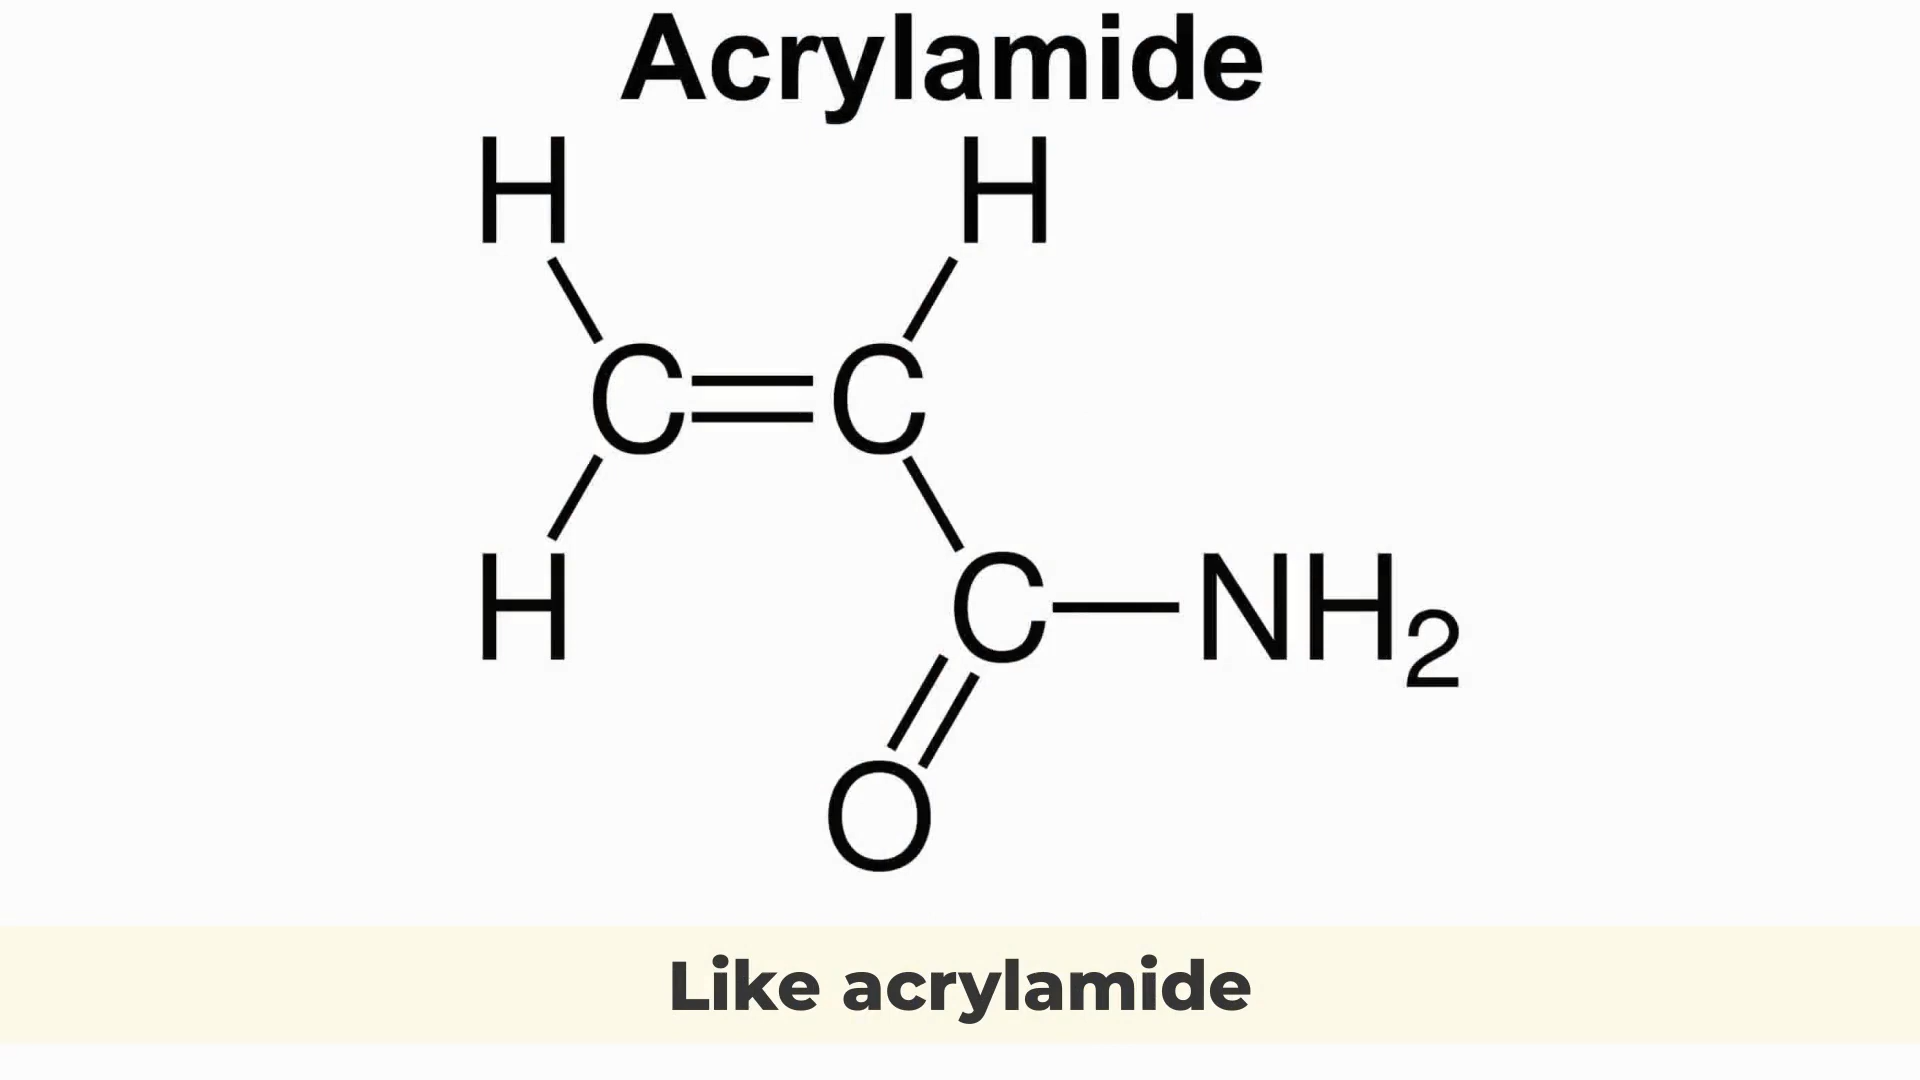 Acrylamide
H H
C C
H C NH2
O
Like acrylamide